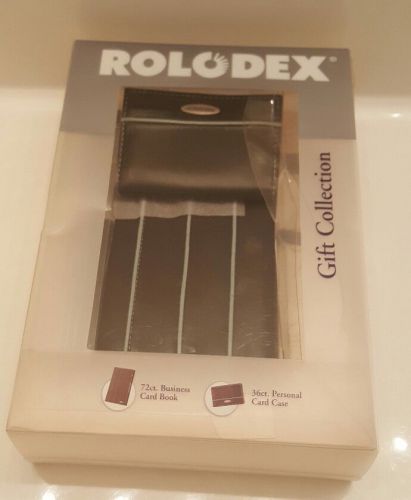 ROLODEX®
Gift Collection
72ct. Business
Card Book
36ct. Personal
Card Case